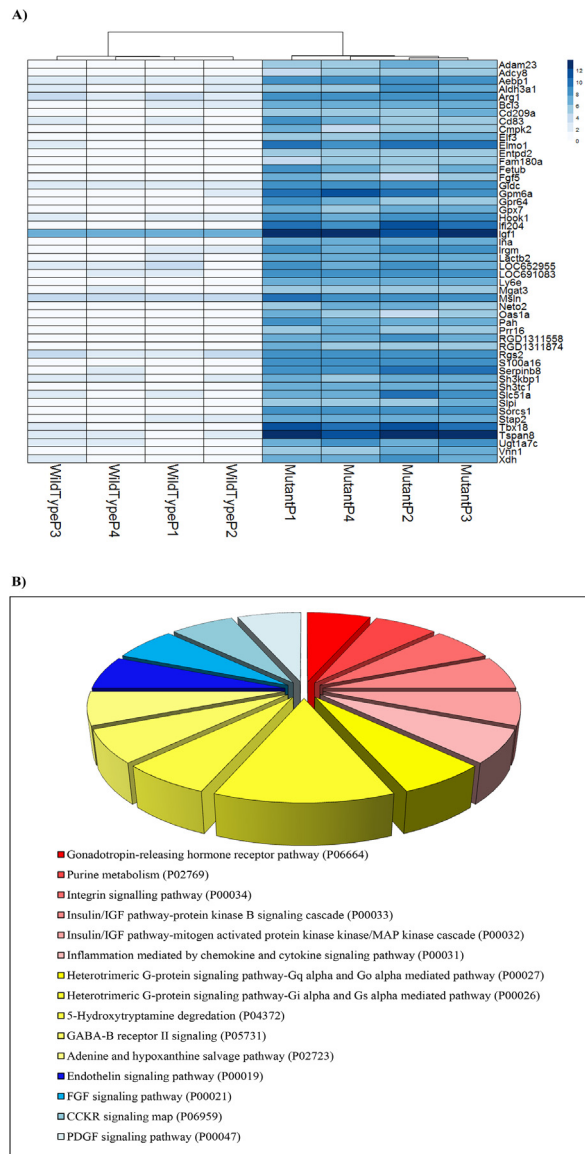 A)
Adam23
Adcy8
Aebp1
Aldh3a1
Arg1
Bcl3
Cd209a
Cd83
Cmpk2
Elf3
Elmo1
Entpd2
Fam180a
Fetub
Fgf5
Gldc
Gpm6a
Gpr64
Gpx7
Hook1
Ifi204
Igf1
Ina
Irgm
Lactb2
LOC652955
LOC691083
Ly6e
Mgat3
Msln
Neto2
Oas1a
Pah
Prr16
RGD1311558
RGD1311874
Rgs2
S100a16
Serpinb8
Sh3kbp1
Sh3tc1
Slc51a
Slpi
Sorcs1
Stap2
Tbx18
Tspan8
Ugt1a7c
Vnn1
Xdh
12
10
8
6
4
2
0
WildTypeP3
WildTypeP4
WildTypeP1
WildTypeP2
MutantP1
MutantP4
MutantP2
MutantP3
B)
Gonadotropin-releasing hormone receptor pathway (P06664)
Purine metabolism (P02769)
Integrin signalling pathway (P00034)
Insulin/IGF pathway-protein kinase B signaling cascade (P00033)
Insulin/IGF pathway-mitogen activated protein kinase kinase/MAP kinase cascade (P00032)
Inflammation mediated by chemokine and cytokine signaling pathway (P00031)
Heterotrimeric G-protein signaling pathway-Gq alpha and Go alpha mediated pathway (P00027)
Heterotrimeric G-protein signaling pathway-Gi alpha and Gs alpha mediated pathway (P00026)
5-Hydroxytryptamine degredation (P04372)
GABA-B receptor II signaling (P05731)
Adenine and hypoxanthine salvage pathway (P02723)
Endothelin signaling pathway (P00019)
FGF signaling pathway (P00021)
CCKR signaling map (P06959)
PDGF signaling pathway (P00047)